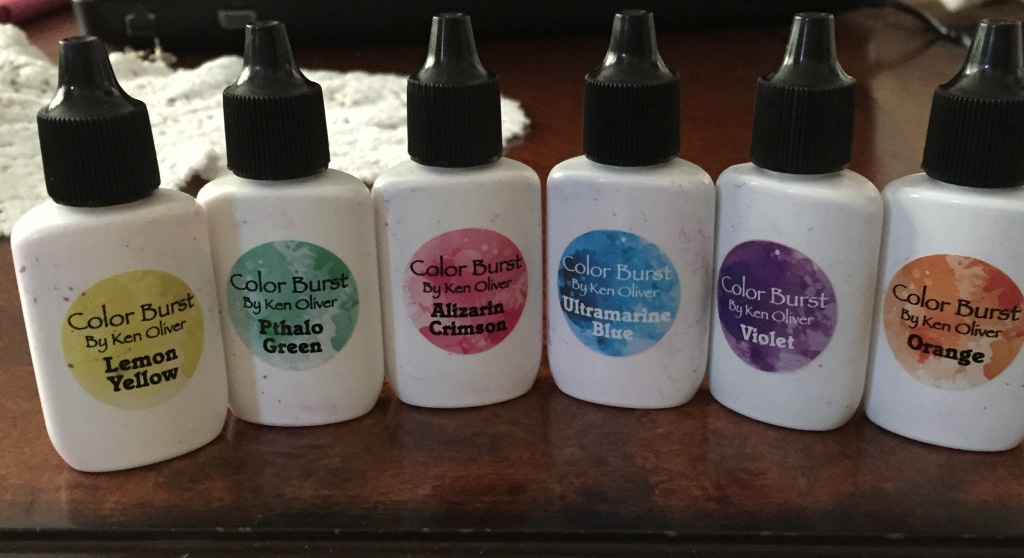 Color Burst
By Ken Oliver
Lemon
Yellow
Color Burst
By Ken Oliver
Pthalo
Green
Color Burst
By Ken Oliver
Alizarin
Crimson
Color Burst
By Ken Oliver
Ultramarine
Blue
Color Burst
By Ken Oliver
Violet
Color Burst
By Ken Oliver
Orange